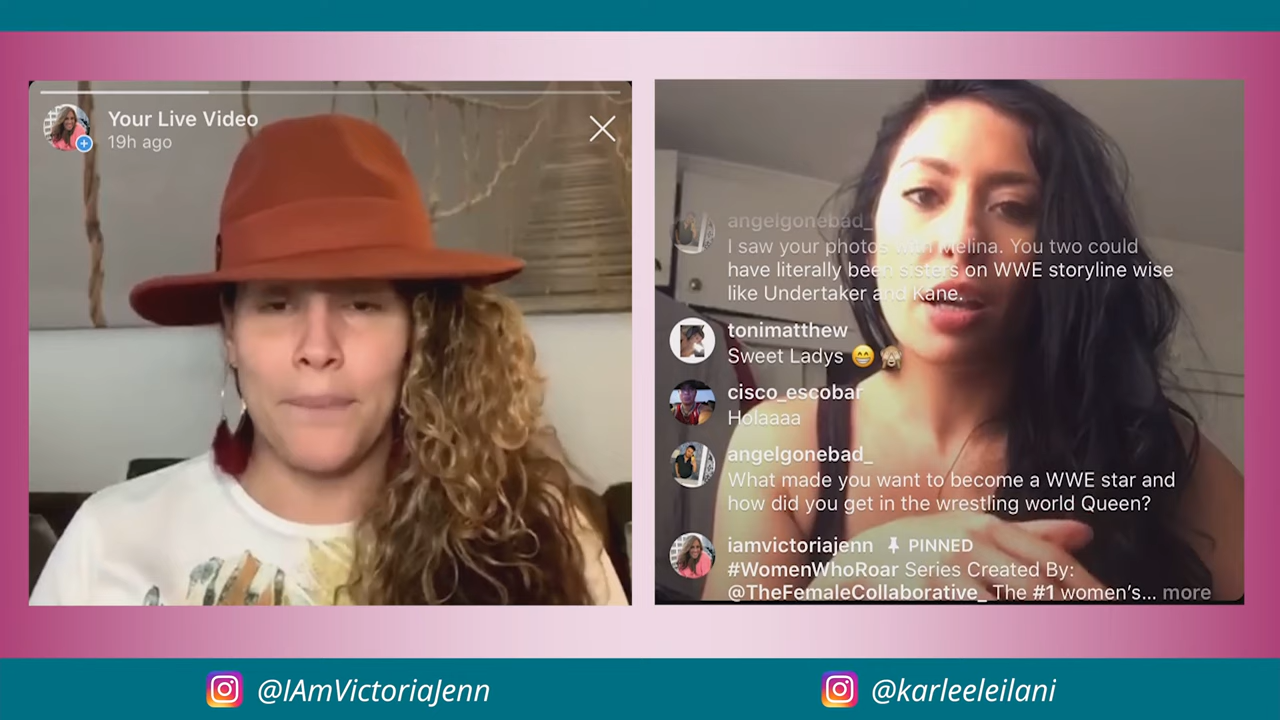 Your Live Video
19h ago
angelgonebad_
I saw your photos with Melina. You two could
have literally been sisters on WWE storyline wise
like Undertaker and Kane.
tonimatthew
Sweet Ladys 😁 🙈
cisco_escobar
Holaaaa
angelgonebad_
What made you want to become a WWE star and
how did you get in the wrestling world Queen?
iamvictoriajenn PINNED
#WomenWhoRoar Series Created By:
@TheFemaleCollaborative_ The #1 women's... more
@IAmVictoriaJenn
@karleeleilani